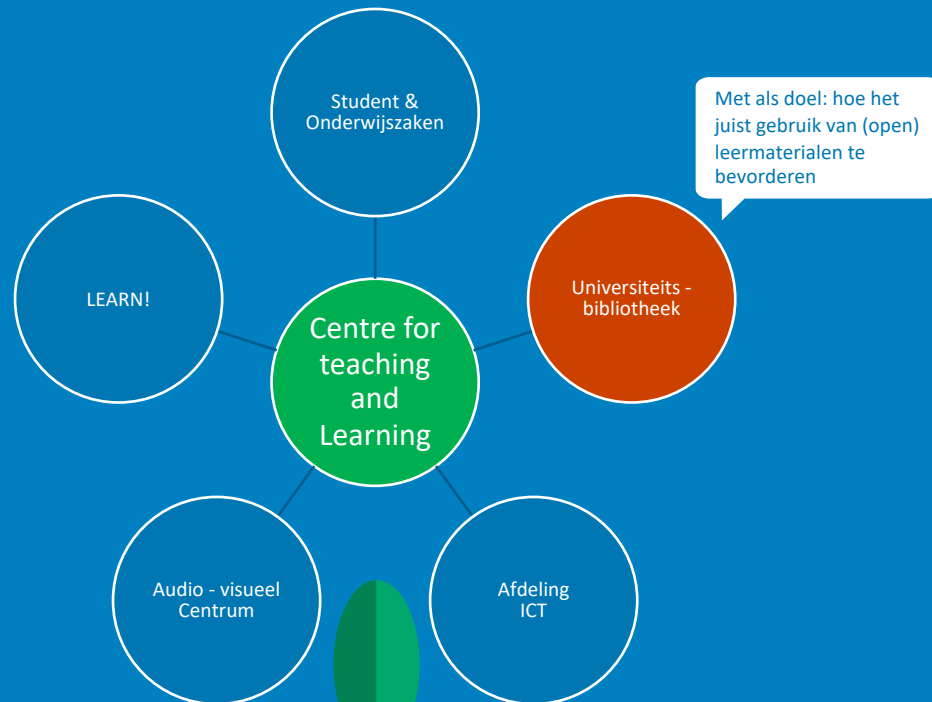 Student &
Onderwijszaken
Met als doel: hoe het
juist gebruik van (open)
leermaterialen te
bevorderen
LEARN!
Universiteits -
bibliotheek
Centre for
teaching
and
Learning
Audio - visueel
Centrum
Afdeling
ICT